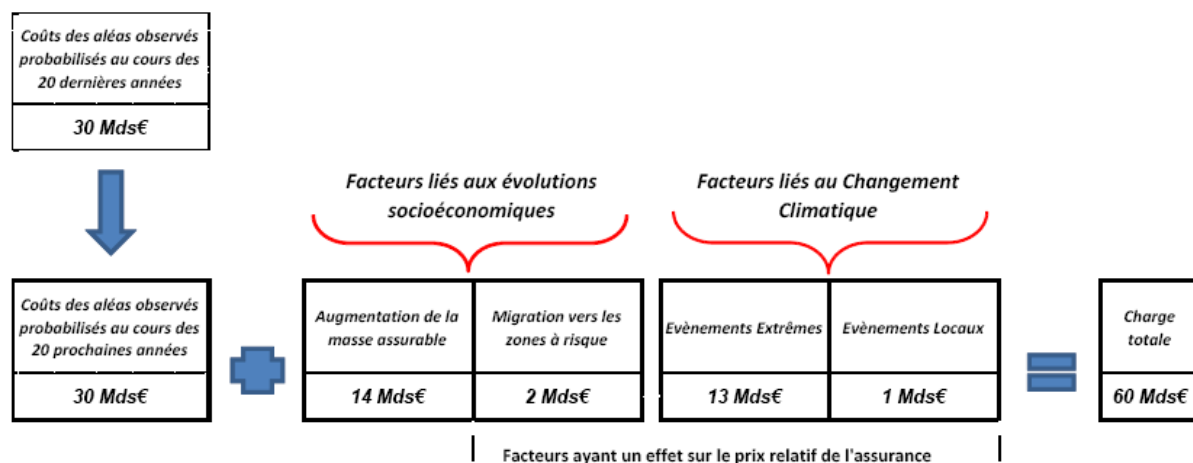 Coûts des aléas observés
probabilisés au cours des
20 dernières années
30 Mds€
Facteurs liés aux évolutions
socioéconomiques
Facteurs liés au Changement
Climatique
Coûts des aléas observés
probabilisés au cours des
20 prochaines années
30 Mds€
Augmentation de la
masse assurable
14 Mds€
Migration vers les
zones à risque
2 Mds€
Evènements Extrêmes
13 Mds€
Evènements Locaux
1 Mds€
Charge
totale
60 Mds€
Facteurs ayant un effet sur le prix relatif de l'assurance